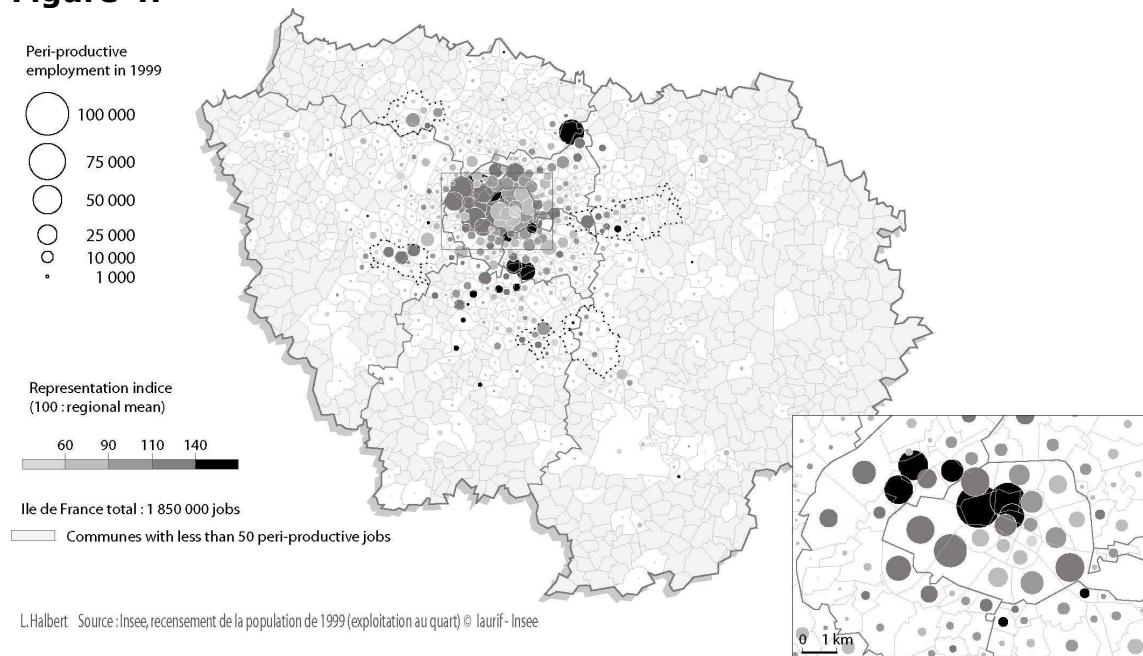 Peri-productive
employment in 1999
100 000
75 000
50 000
25 000
10 000
1 000
Representation indice
(100 : regional mean)
60 90 110 140
Ile de France total : 1 850 000 jobs
Communes with less than 50 peri-productive jobs
L.Halbert Source : Insee, recensement de la population de 1999 (exploitation au quart) © Iaurif - Insee
0 1 km